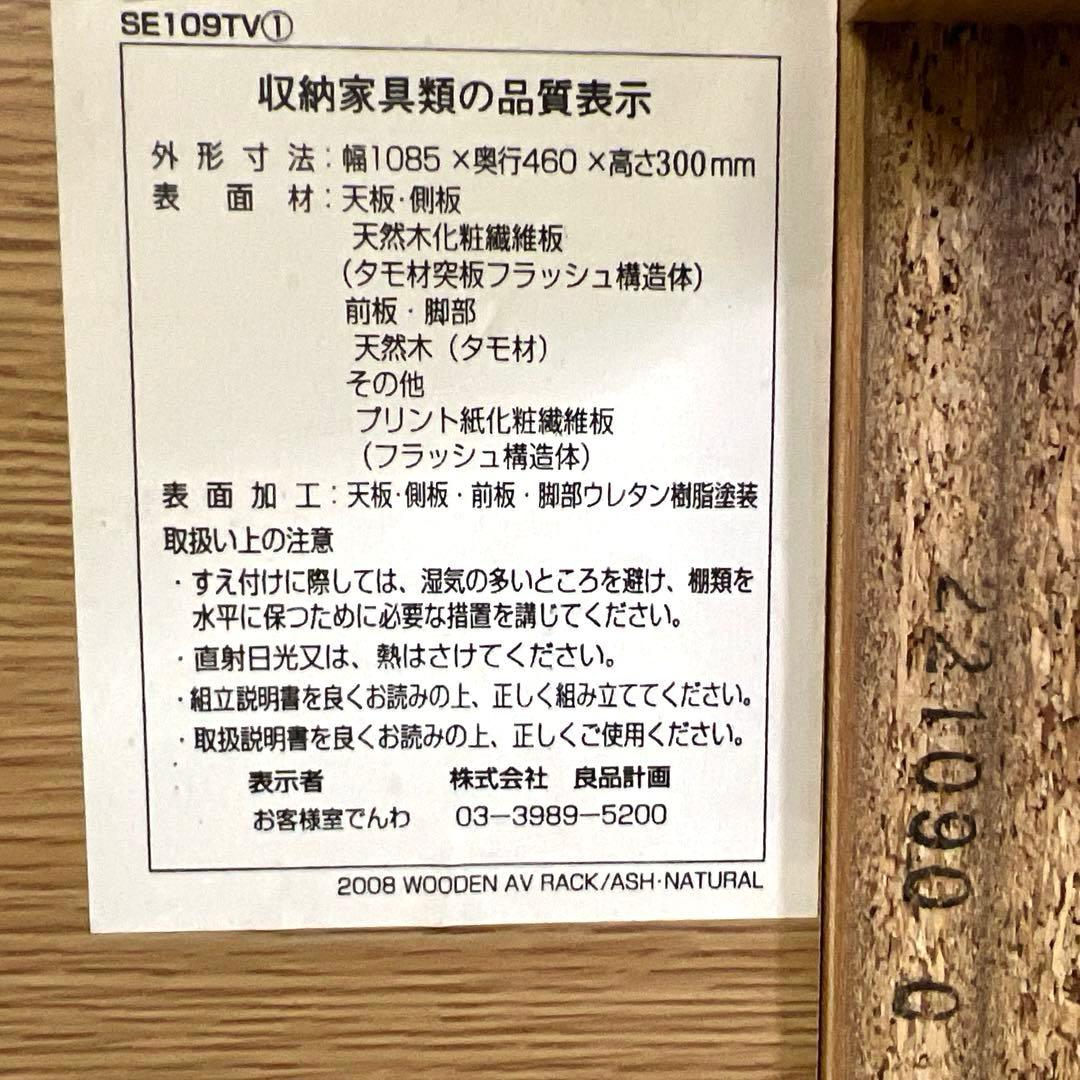 SE109TV①
収納家具類の品質表示
外形寸法：幅1085×奥行460×高さ300mm
表面材：天板・側板
天然木化粧繊維板
（タモ材突板フラッシュ構造体）
前板・脚部
天然木（タモ材）
その他
プリント紙化粧繊維板
（フラッシュ構造体）
表面加工：天板・側板・前板・脚部ウレタン樹脂塗装
取扱い上の注意
・すえ付けに際しては、湿気の多いところを避け、棚類を
水平に保つために必要な措置を講じてください。
・直射日光又は、熱はさけてください。
・組立説明書を良くお読みの上、正しく組み立ててください。
・取扱説明書を良くお読みの上、正しくご使用ください。
表示者 株式会社 良品計画
お客様室でんわ 03-3989-5200
2008 WOODEN AV RACK/ASH・NATURAL